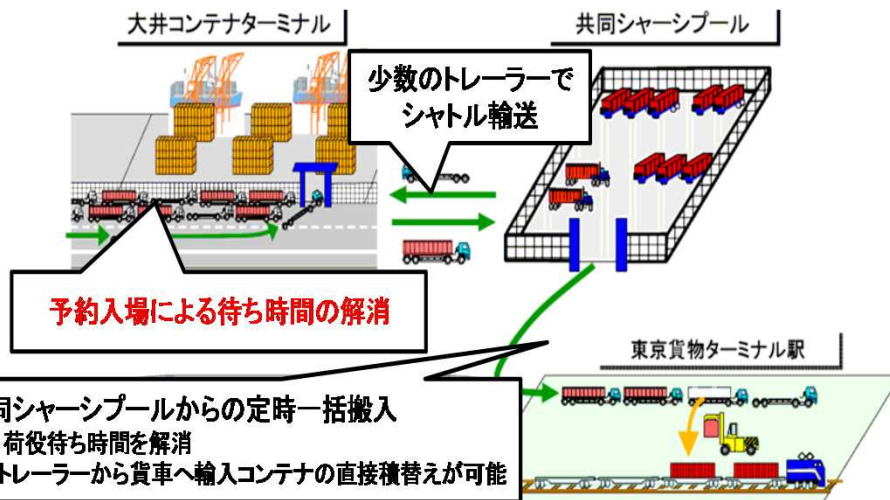 大井コンテナターミナル
共同シャーシプール
少数のトレーラーで
シャトル輸送
予約入場による待ち時間の解消
東京貨物ターミナル駅
同シャーシプールからの定時一括搬入
荷役待ち時間を解消
トレーラーから貨車へ輸入コンテナの直接積替えが可能